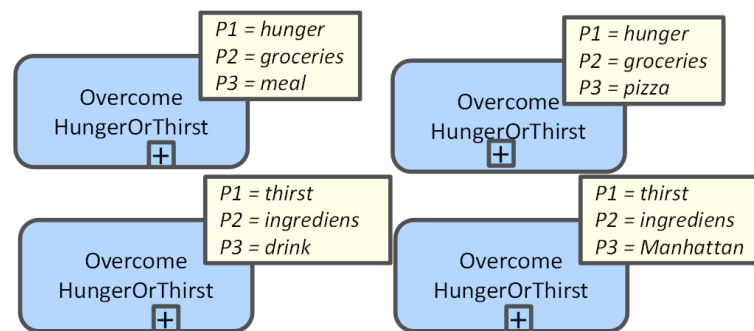 P1 = hunger
P2 = groceries
P3 = meal
Overcome
HungerOrThirst
+
P1 = hunger
P2 = groceries
P3 = pizza
Overcome
HungerOrThirst
+
P1 = thirst
P2 = ingrediens
P3 = drink
Overcome
HungerOrThirst
+
P1 = thirst
P2 = ingrediens
P3 = Manhattan
Overcome
HungerOrThirst
+